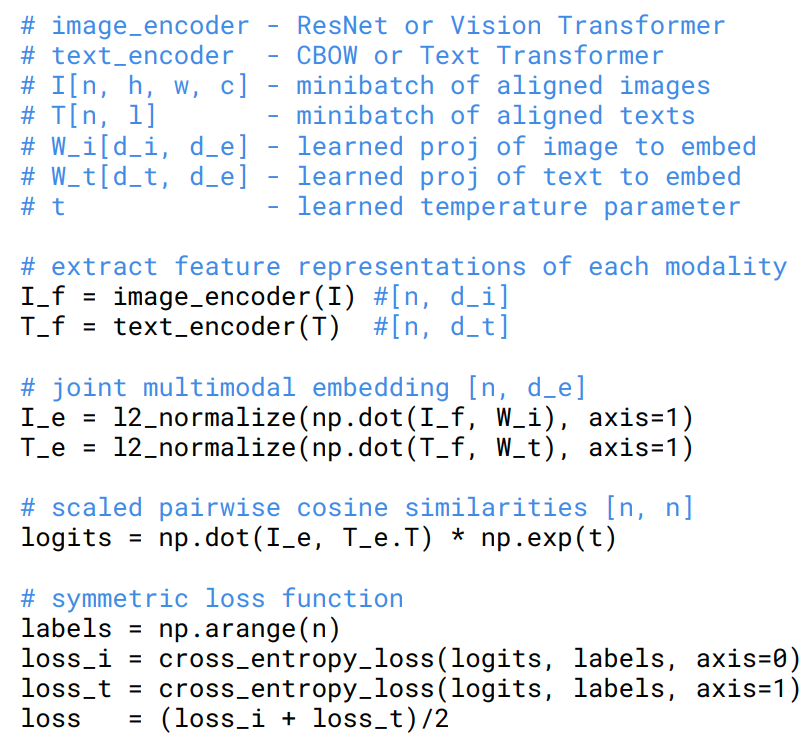 # image_encoder - ResNet or Vision Transformer
# text_encoder  - CBOW or Text Transformer
# I[n, h, w, c] - minibatch of aligned images
# T[n, l]       - minibatch of aligned texts
# W_i[d_i, d_e] - learned proj of image to embed
# W_t[d_t, d_e] - learned proj of text to embed
# t             - learned temperature parameter

# extract feature representations of each modality
I_f = image_encoder(I) #[n, d_i]
T_f = text_encoder(T)  #[n, d_t]

# joint multimodal embedding [n, d_e]
I_e = l2_normalize(np.dot(I_f, W_i), axis=1)
T_e = l2_normalize(np.dot(T_f, W_t), axis=1)

# scaled pairwise cosine similarities [n, n]
logits = np.dot(I_e, T_e.T) * np.exp(t)

# symmetric loss function
labels = np.arange(n)
loss_i = cross_entropy_loss(logits, labels, axis=0)
loss_t = cross_entropy_loss(logits, labels, axis=1)
loss   = (loss_i + loss_t)/2